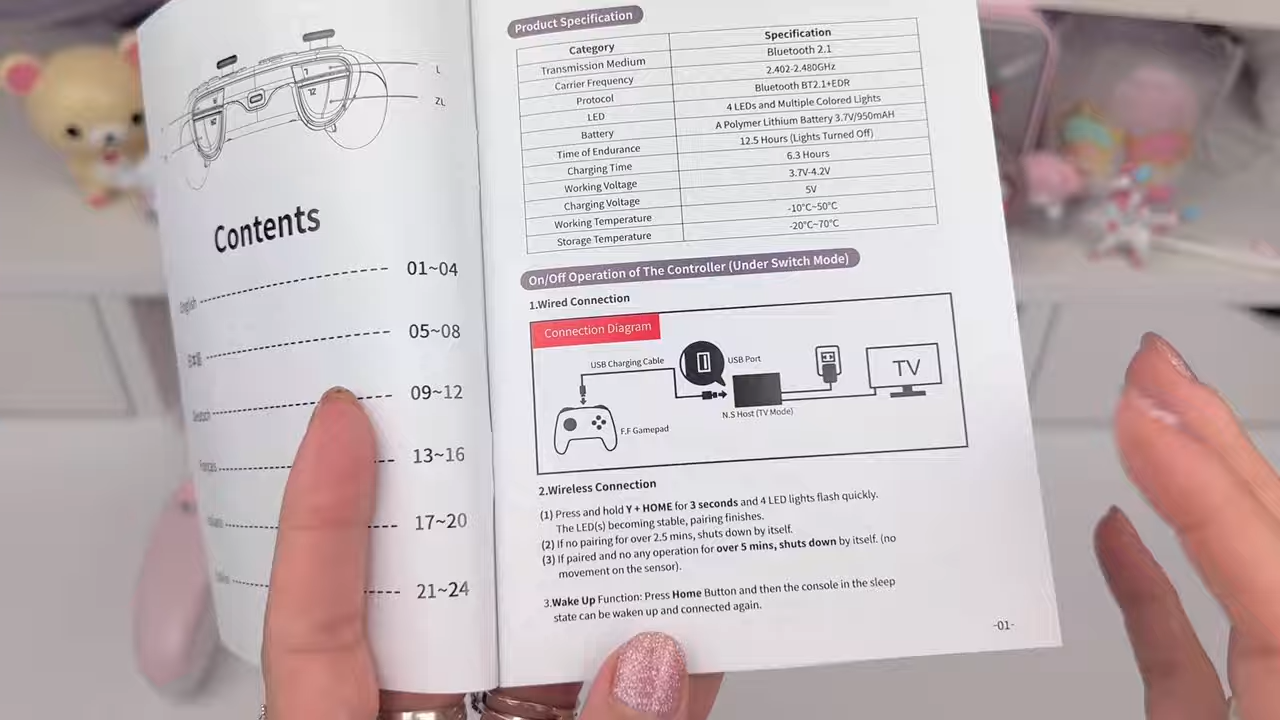 L
ZL
Contents
English 01~04
日本語 05~08
Deutsch 09~12
Français 13~16
17~20
21~24
Product Specification
Category Specification
Transmission Medium Bluetooth 2.1
Carrier Frequency 2.402-2.480GHz
Protocol Bluetooth BT2.1+EDR
LED 4 LEDs and Multiple Colored Lights
Battery A Polymer Lithium Battery 3.7V/950mAH
Time of Endurance 12.5 Hours (Lights Turned Off)
Charging Time 6.3 Hours
Working Voltage 3.7V-4.2V
Charging Voltage 5V
Working Temperature -10°C~50°C
Storage Temperature -20°C~70°C
On/Off Operation of The Controller (Under Switch Mode)
1.Wired Connection
Connection Diagram
USB Charging Cable
USB Port
TV
N.S Host (TV Mode)
F.F Gamepad
2.Wireless Connection
(1) Press and hold Y + HOME for 3 seconds and 4 LED lights flash quickly.
The LED(s) becoming stable, pairing finishes.
(2) If no pairing for over 2.5 mins, shuts down by itself.
(3) If paired and no any operation for over 5 mins, shuts down by itself. (no
movement on the sensor).
3.Wake Up Function: Press Home Button and then the console in the sleep
state can be waken up and connected again.
-01-